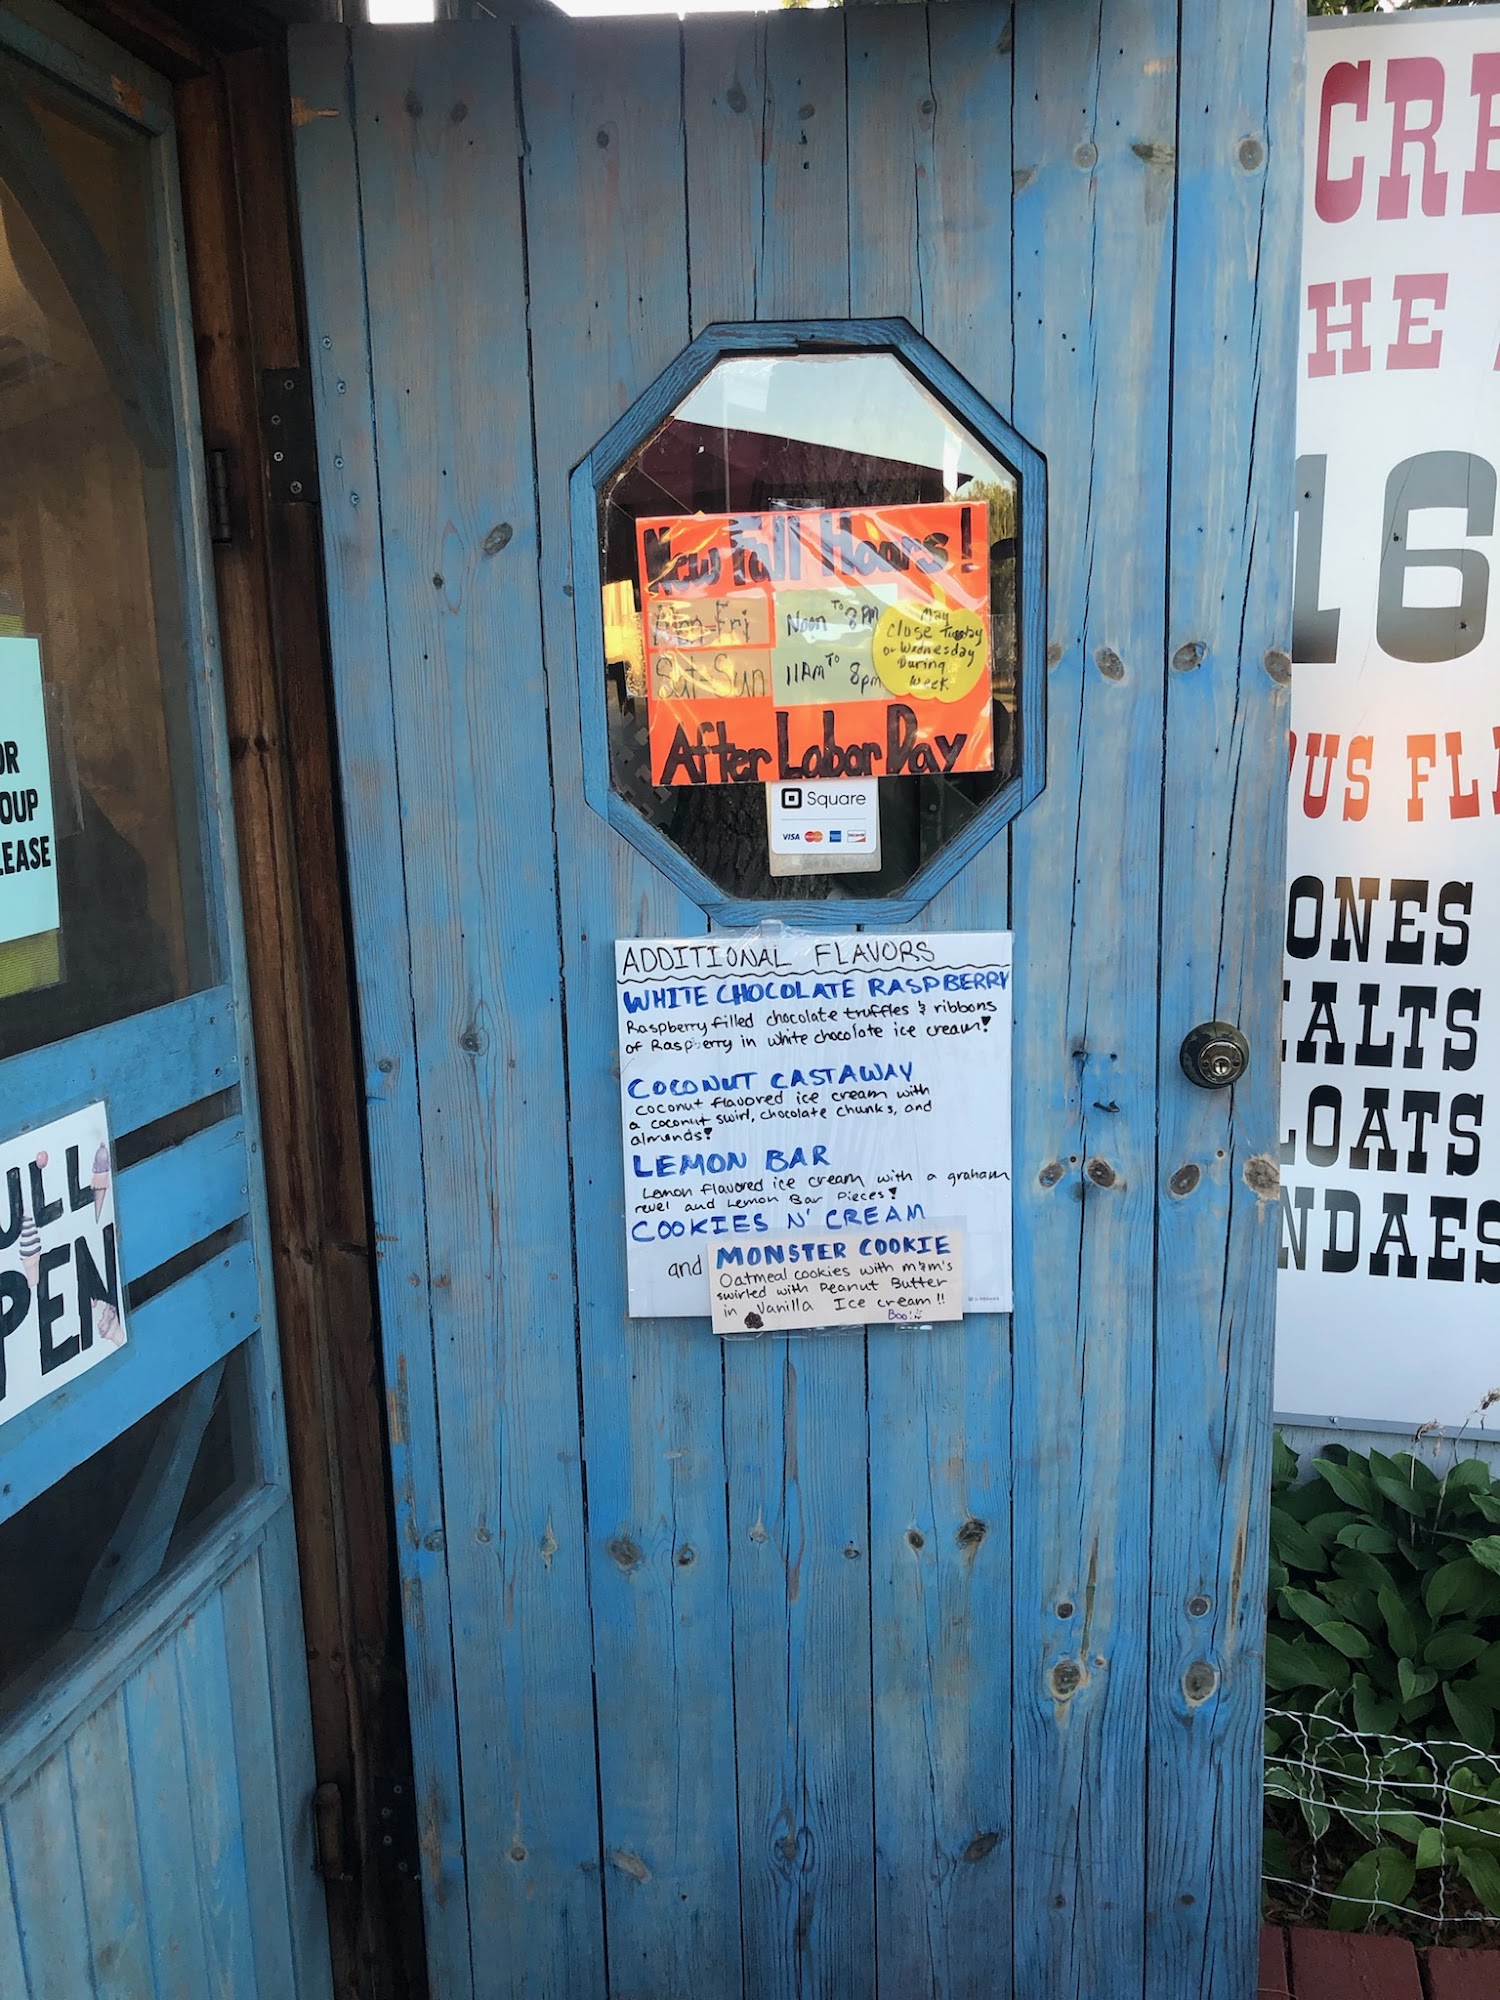 New Fall Hours!
Mon-Fri
Noon TO 8PM
Sat-Sun
11AM TO 8pm
May
close Tuesday
or Wednesday
During
week
After Labor Day
Square
VISA
ADDITIONAL FLAVORS
WHITE CHOCOLATE RASPBERRY
Raspberry filled chocolate truffles & ribbons
of Raspberry in white chocolate ice cream!
COCONUT CASTAWAY
coconut flavored ice cream with
a coconut swirl, chocolate chunks, and
almonds!
LEMON BAR
Lemon flavored ice cream with a graham
revel and Lemon Bar Pieces!
COOKIES N' CREAM
and MONSTER COOKIE
Oatmeal cookies with m&m's
swirled with Peanut Butter
in Vanilla Ice cream!!
Boo!
OR
OUP
LEASE
ULL
PEN
CRE
HE
16
PUS FL
ONES
EALTS
LOATS
NDAES